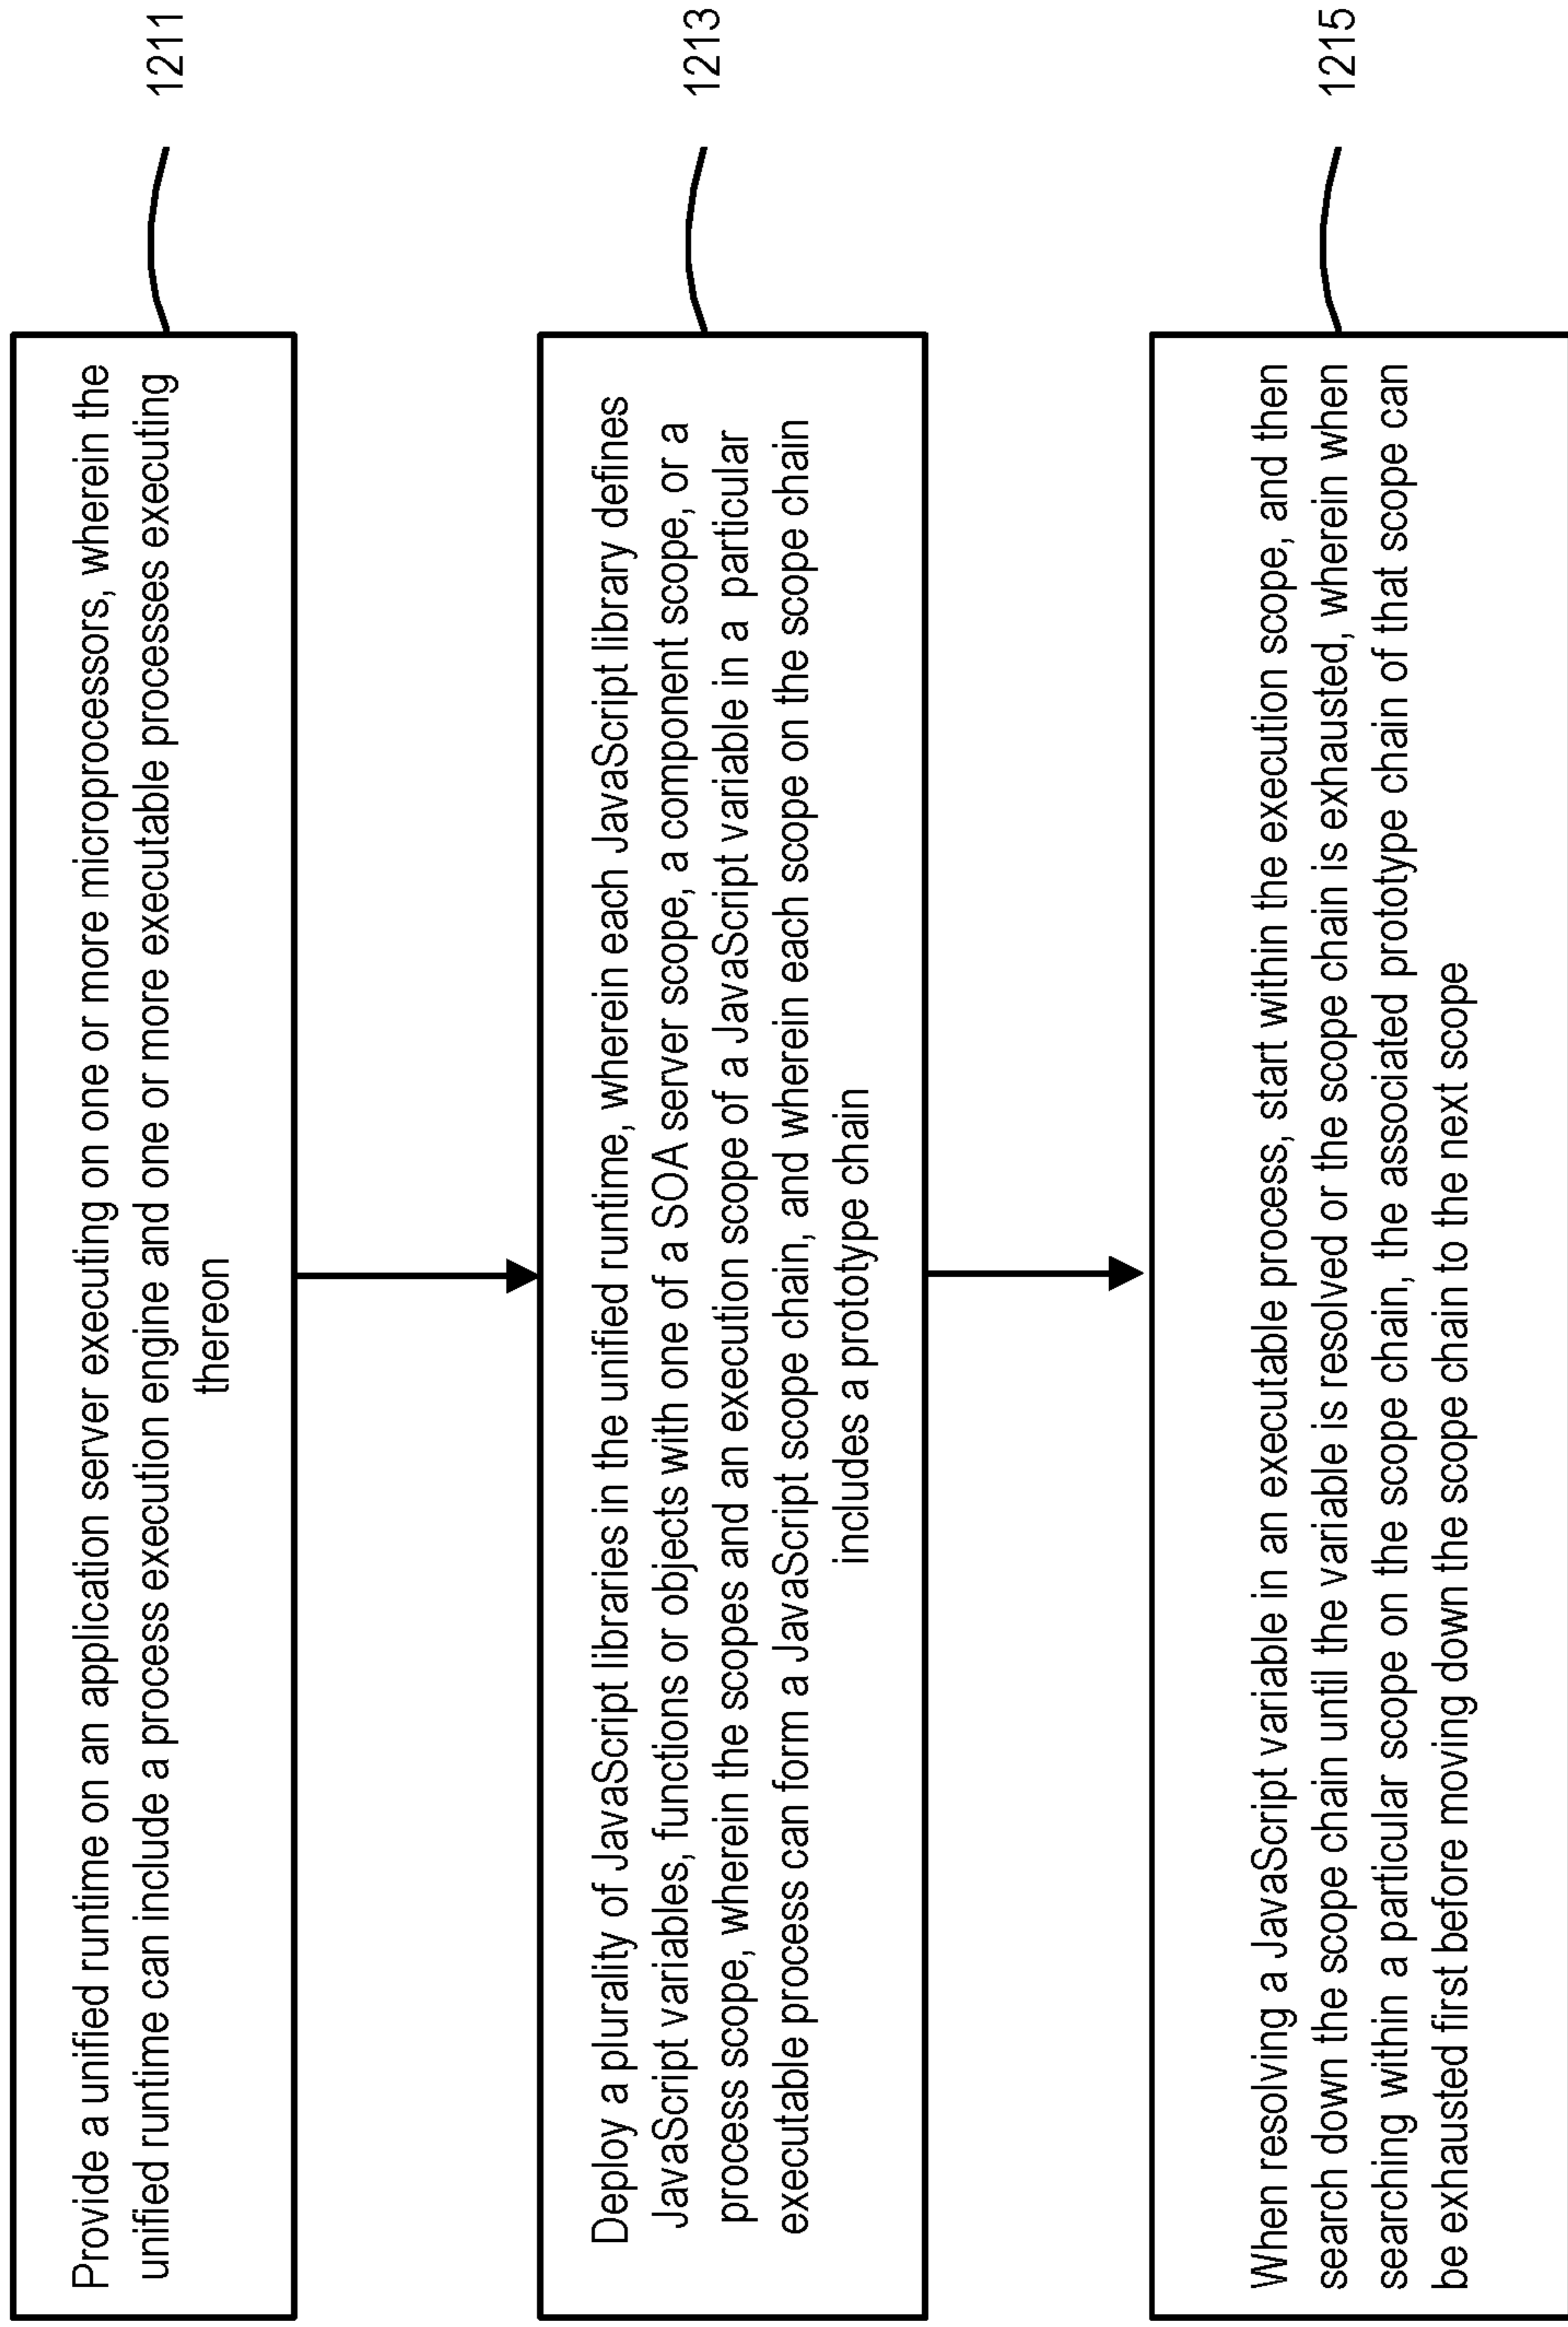 Provide a unified runtime on an application server executing on one or more microprocessors, wherein the
unified runtime can include a process execution engine and one or more executable processes executing
thereon
1211
Deploy a plurality of JavaScript libraries in the unified runtime, wherein each JavaScript library defines
JavaScript variables, functions or objects with one of a SOA server scope, a component scope, or a
process scope, wherein the scopes and an execution scope of a JavaScript variable in a particular
executable process can form a JavaScript scope chain, and wherein each scope on the scope chain
includes a prototype chain
1213
When resolving a JavaScript variable in an executable process, start within the execution scope, and then
search down the scope chain until the variable is resolved or the scope chain is exhausted, wherein when
searching within a particular scope on the scope chain, the associated prototype chain of that scope can
be exhausted first before moving down the scope chain to the next scope
1215